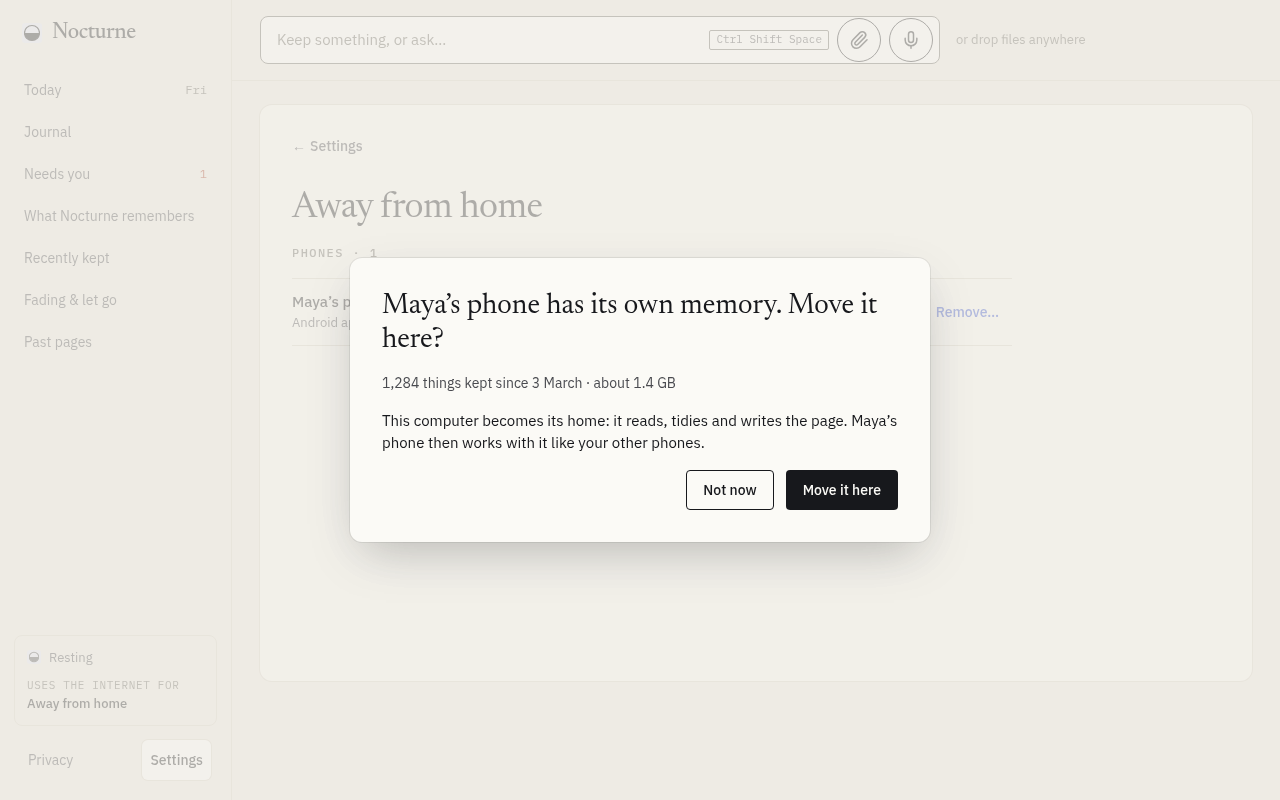 Nocturne
Keep something, or ask...
Ctrl Shift Space
or drop files anywhere
Today
Fri
Journal
Needs you
1
What Nocturne remembers
Recently kept
Fading & let go
Past pages
← Settings
Away from home
PHONES · 1
Maya's p
Android ap
Remove...
Maya's phone has its own memory. Move it
here?
1,284 things kept since 3 March · about 1.4 GB
This computer becomes its home: it reads, tidies and writes the page. Maya's
phone then works with it like your other phones.
Not now
Move it here
Resting
USES THE INTERNET FOR
Away from home
Privacy
Settings